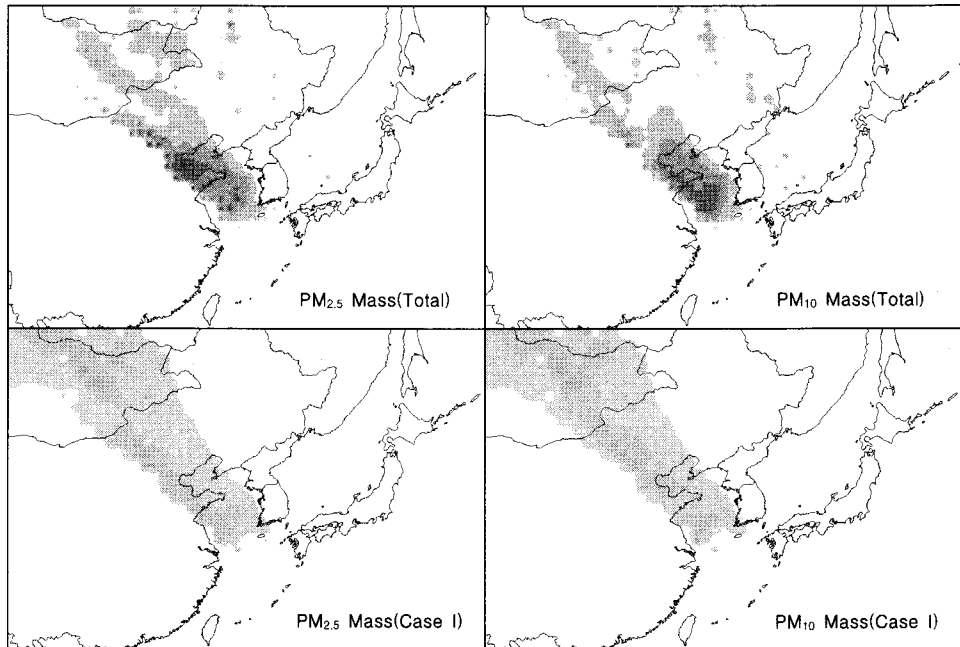 PM₂.₅ Mass(Total)
PM₁₀ Mass(Total)
PM₂.₅ Mass(Case I)
PM₁₀ Mass(Case I)